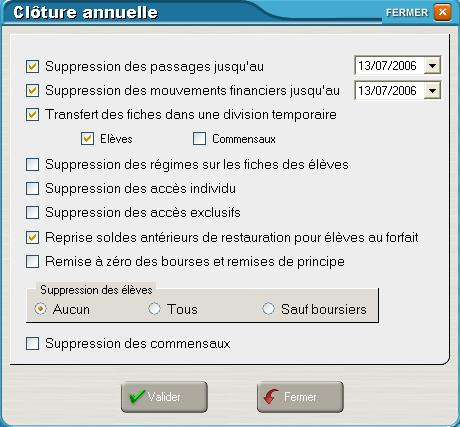 Clôture annuelle FERMER
Suppression des passages jusqu'au 13/07/2006
Suppression des mouvements financiers jusqu'au 13/07/2006
Transfert des fiches dans une division temporaire
Elèves Commensaux
Suppression des régimes sur les fiches des élèves
Suppression des accès individu
Suppression des accès exclusifs
Reprise soldes antérieurs de restauration pour élèves au forfait
Remise à zéro des bourses et remises de principe
Suppression des élèves
Aucun Tous Sauf boursiers
Suppression des commensaux
Valider Fermer